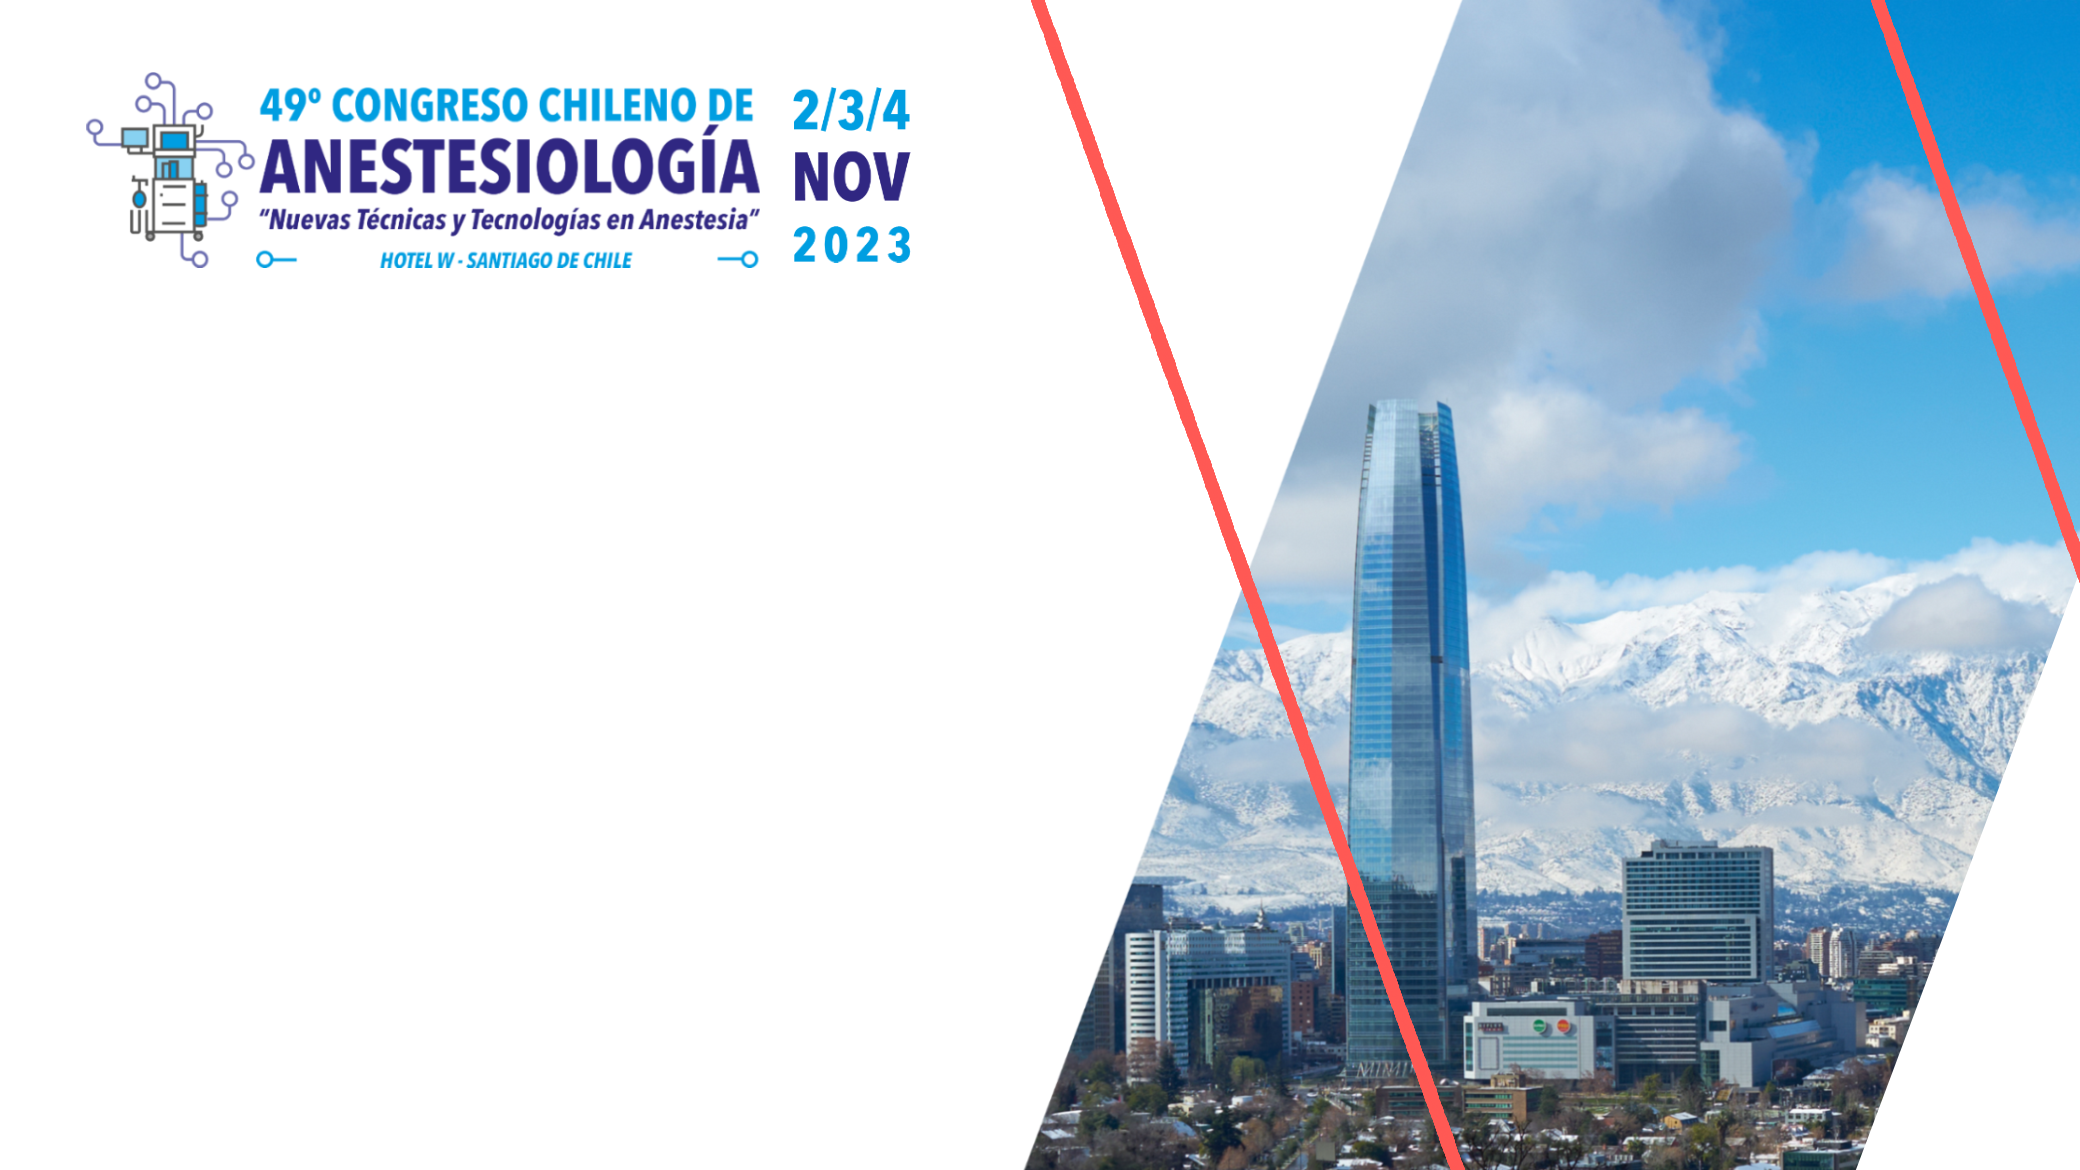 49º CONGRESO CHILENO DE
ANESTESIOLOGÍA
“Nuevas Técnicas y Tecnologías en Anestesia”
HOTEL W - SANTIAGO DE CHILE
2/3/4
NOV
2023